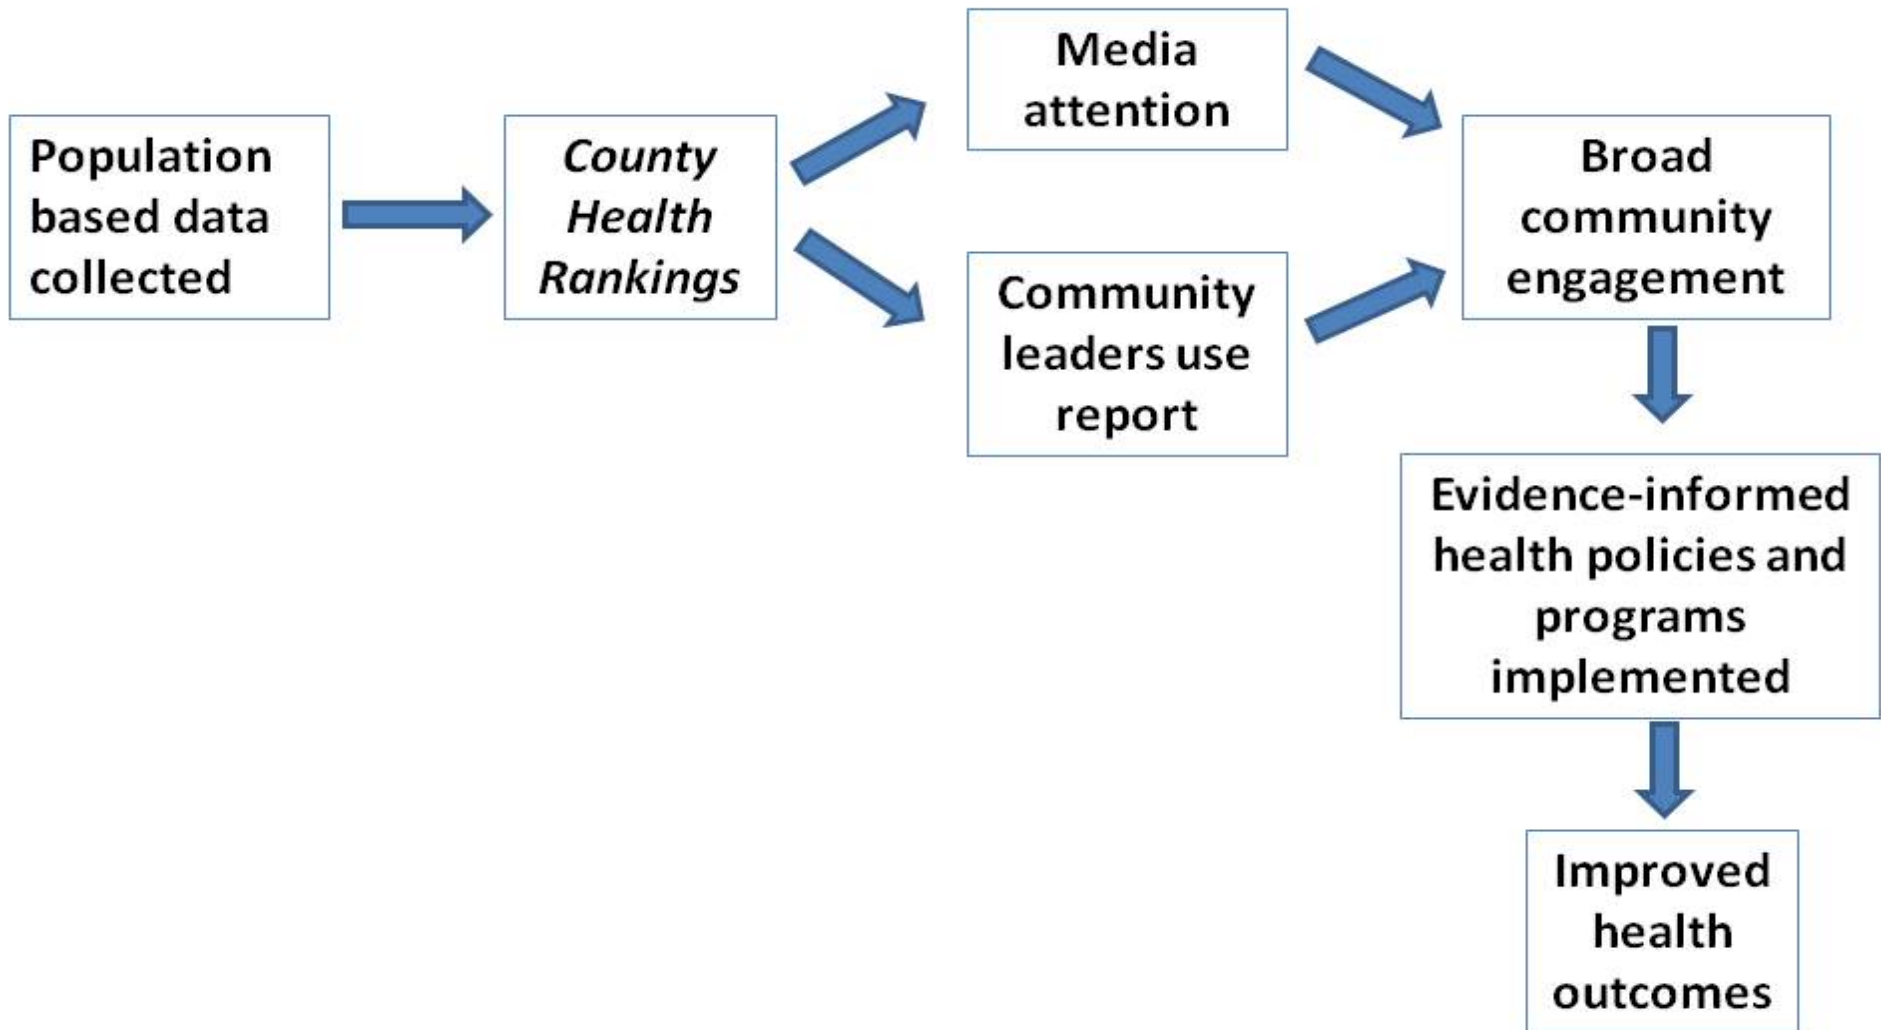 Population
based data
collected
County
Health
Rankings
Media
attention
Community
leaders use
report
Broad
community
engagement
Evidence-informed
health policies and
programs
implemented
Improved
health
outcomes